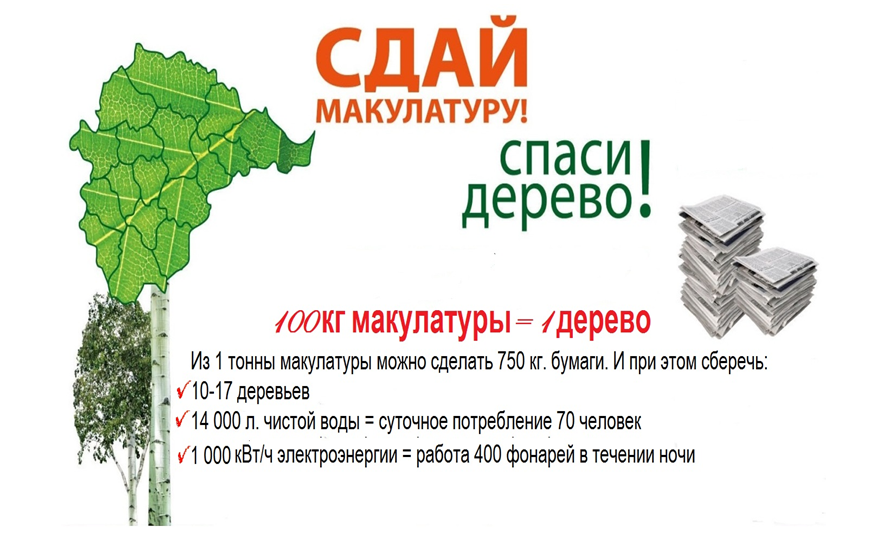 СДАЙ
МАКУЛАТУРУ!
спаси
дерево!
100кг макулатуры = 1 дерево
Из 1 тонны макулатуры можно сделать 750 кг. бумаги. И при этом сберечь:
✓10-17 деревьев
✓14 000 л. чистой воды = суточное потребление 70 человек
✓1 000 кВт/ч электроэнергии = работа 400 фонарей в течении ночи